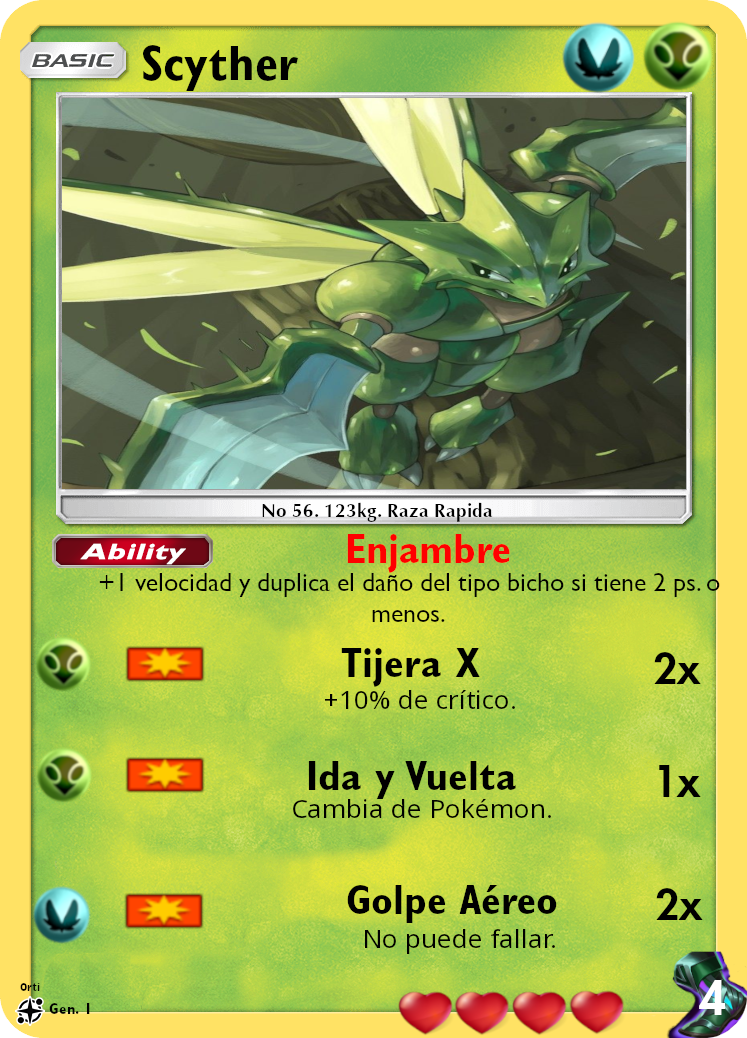 BASIC Scyther
No 56. 123kg. Raza Rapida
Ability Enjambre
+1 velocidad y duplica el daño del tipo bicho si tiene 2 ps. o
menos.
Tijera X 2x
+10% de crítico.
Ida y Vuelta 1x
Cambia de Pokémon.
Golpe Aéreo 2x
No puede fallar.
Orti
Gen. 1
4